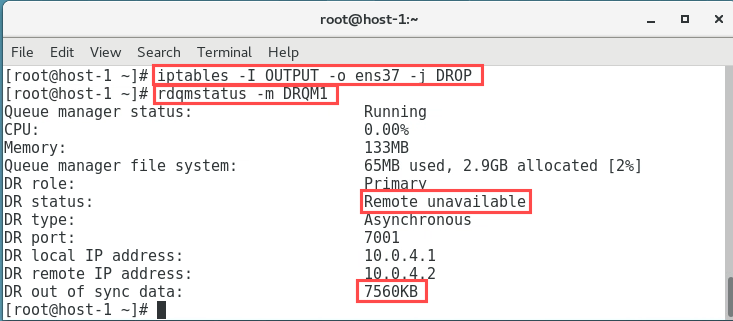 root@host-1:~
File Edit View Search Terminal Help
[root@host-1 ~]# iptables -I OUTPUT -o ens37 -j DROP
[root@host-1 ~]# rdqmstatus -m DRQM1
Queue manager status: Running
CPU: 0.00%
Memory: 133MB
Queue manager file system: 65MB used, 2.9GB allocated [2%]
DR role: Primary
DR status: Remote unavailable
DR type: Asynchronous
DR port: 7001
DR local IP address: 10.0.4.1
DR remote IP address: 10.0.4.2
DR out of sync data: 7560KB
[root@host-1 ~]#